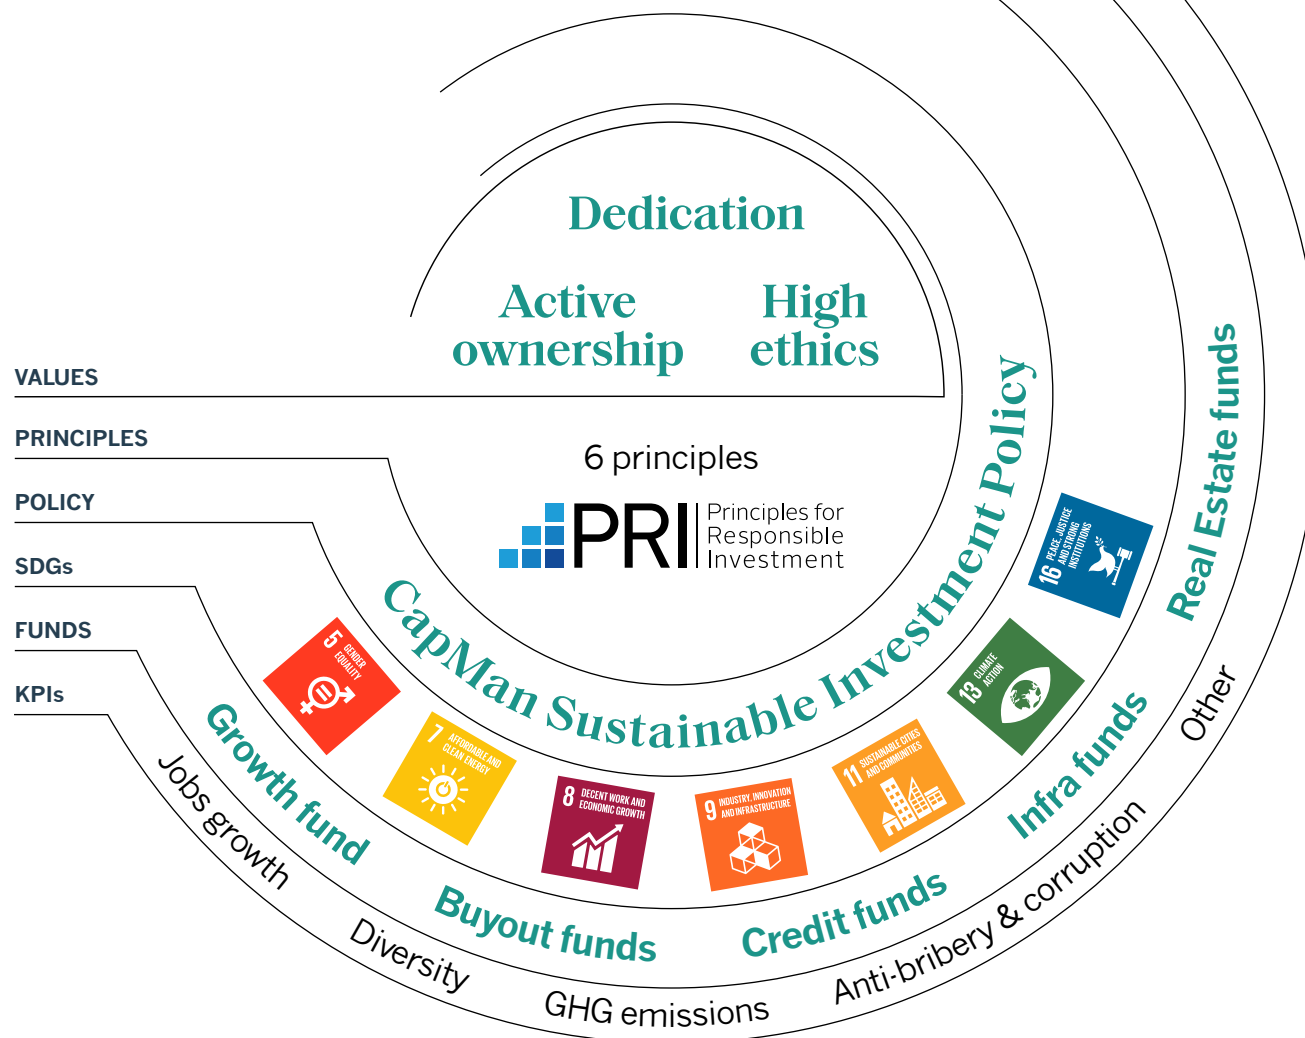 Dedication
Active
ownership
High
ethics
VALUES
PRINCIPLES
6 principles
PRI
Principles for
Responsible
Investment
POLICY
CapMan Sustainable Investment Policy
SDGs
5 GENDER
EQUALITY
7 AFFORDABLE AND
CLEAN ENERGY
8 DECENT WORK AND
ECONOMIC GROWTH
9 INDUSTRY, INNOVATION
AND INFRASTRUCTURE
11 SUSTAINABLE CITIES
AND COMMUNITIES
13 CLIMATE
ACTION
16 PEACE, JUSTICE
AND STRONG
INSTITUTIONS
FUNDS
Growth fund
Buyout funds
Credit funds
Infra funds
Real Estate funds
KPIs
Jobs growth
Diversity
GHG emissions
Anti-bribery & corruption
Other